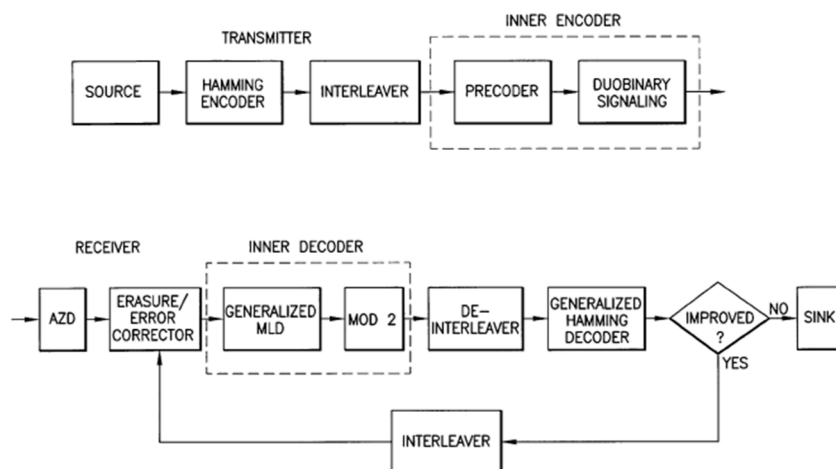 TRANSMITTER
INNER ENCODER
SOURCE
HAMMING
ENCODER
INTERLEAVER
PRECODER
DUOBINARY
SIGNALING
RECEIVER
INNER DECODER
AZD
ERASURE/
ERROR
CORRECTOR
GENERALIZED
MLD
MOD 2
DE-
INTERLEAVER
GENERALIZED
HAMMING
DECODER
IMPROVED
?
NO
SINK
YES
INTERLEAVER